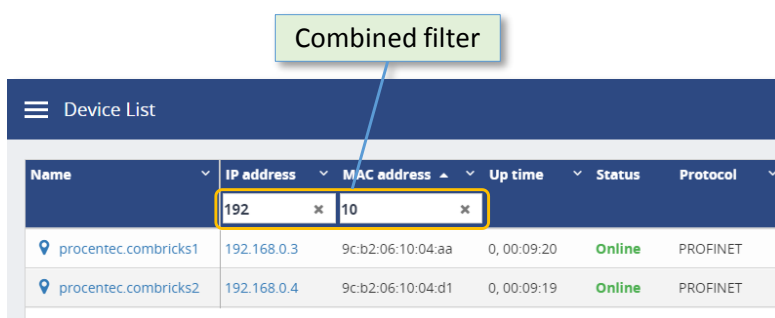 Combined filter
Device List
Name IP address MAC address Up time Status Protocol
192 10
procentec.combricks1 192.168.0.3 9c:b2:06:10:04:aa 0, 00:09:20 Online PROFINET
procentec.combricks2 192.168.0.4 9c:b2:06:10:04:d1 0, 00:09:19 Online PROFINET